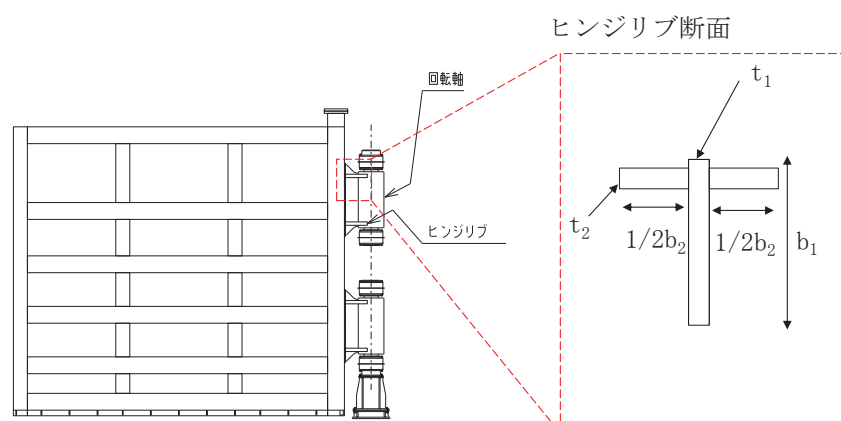 ヒンジリブ断面
回転軸
ヒンジリブ
t₁
t₂
1/2b₂
1/2b₂
b₁